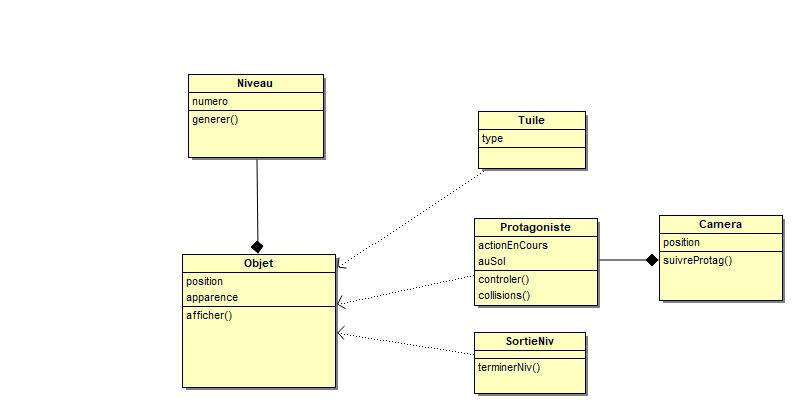 Niveau
numero
generer()
Tuile
type
Protagoniste
actionEnCours
auSol
controler()
collisions()
Camera
position
suivreProtag()
Objet
position
apparence
afficher()
SortieNiv
terminerNiv()